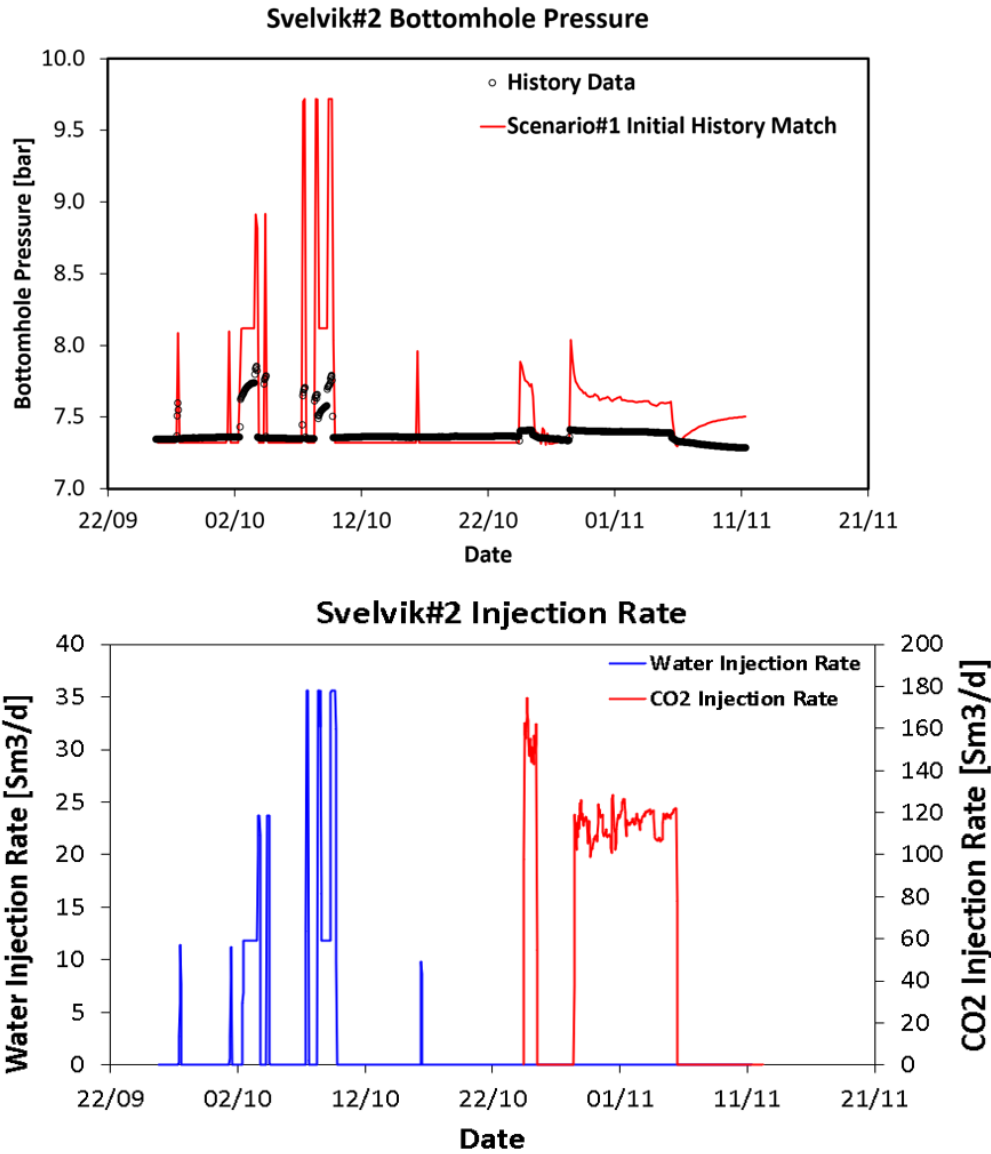 Svelvik#2 Bottomhole Pressure
Bottomhole Pressure [bar]
10.0
9.5
9.0
8.5
8.0
7.5
7.0
History Data
Scenario#1 Initial History Match
22/09 02/10 12/10 22/10 01/11 11/11 21/11
Date
Svelvik#2 Injection Rate
Water Injection Rate [Sm3/d]
40
35
30
25
20
15
10
5
0
Water Injection Rate
CO2 Injection Rate
200
180
160
140
120
100
80
60
40
20
0
CO2 Injection Rate [Sm3/d]
22/09 02/10 12/10 22/10 01/11 11/11 21/11
Date